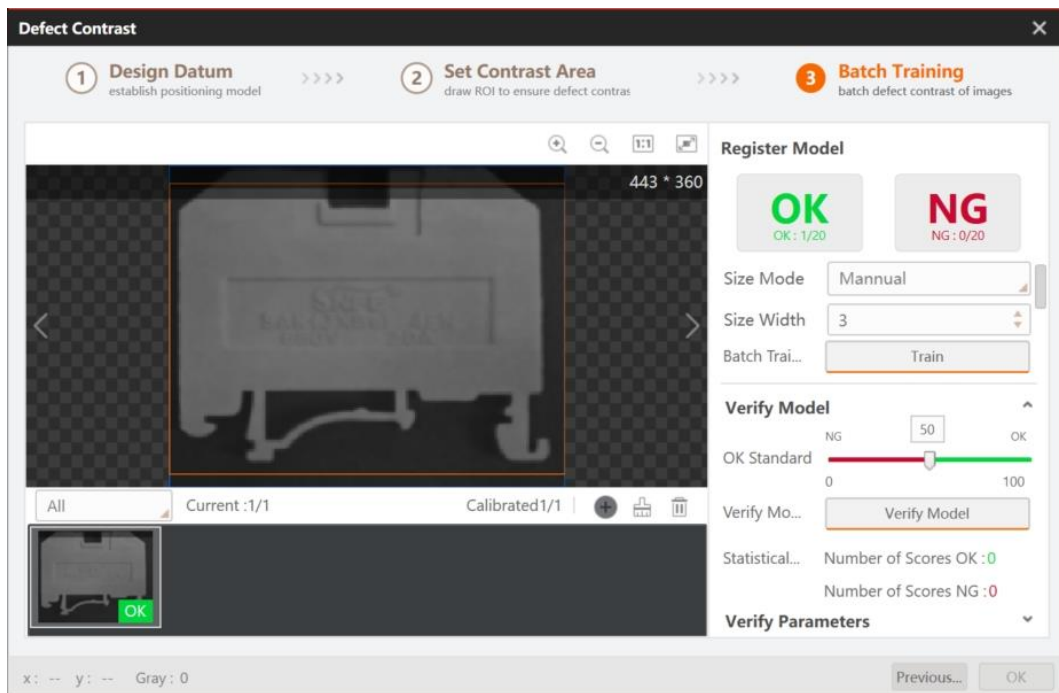 Defect Contrast
1 Design Datum
establish positioning model
>>>>
2 Set Contrast Area
draw ROI to ensure defect contras
>>>>
3 Batch Training
batch defect contrast of images
1:1
443 * 360
Register Model
OK
OK : 1/20
NG
NG : 0/20
Size Mode Mannual
Size Width 3
Batch Trai... Train
Verify Model
NG 50 OK
OK Standard
0 100
Verify Mo... Verify Model
Statistical... Number of Scores OK :0
Number of Scores NG :0
Verify Parameters
All Current :1/1 Calibrated1/1
OK
x : -- y : -- Gray : 0
Previous... OK